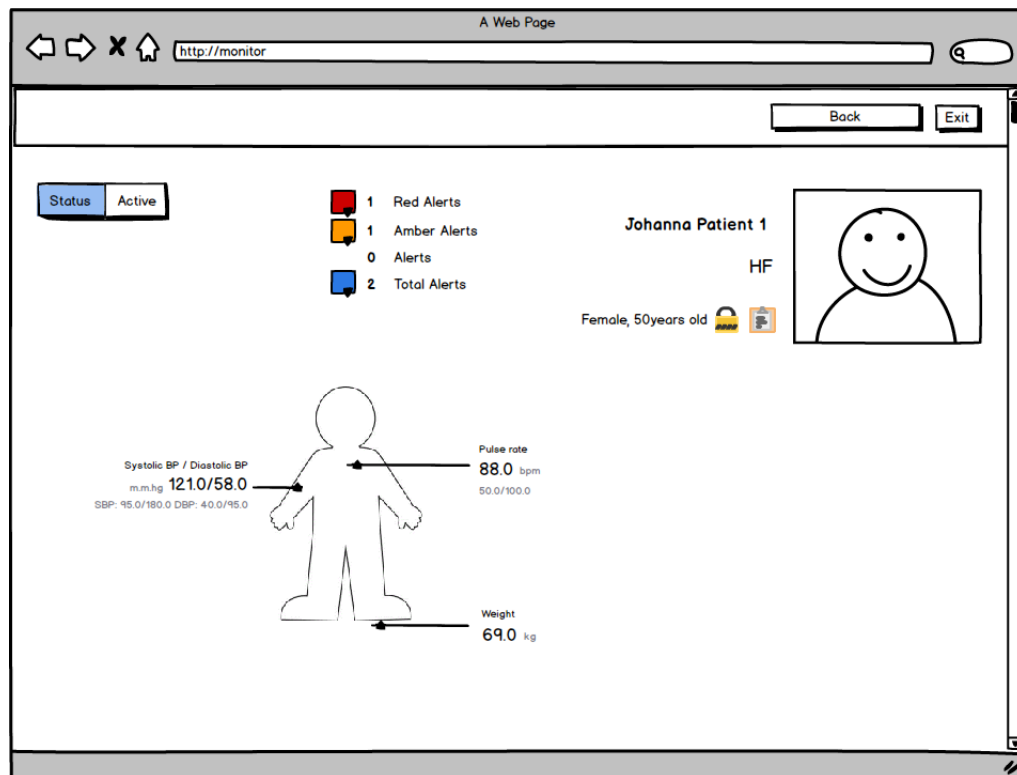 A Web Page
http://monitor
Back
Exit
Status
Active
1 Red Alerts
1 Amber Alerts
0 Alerts
2 Total Alerts
Johanna Patient 1
HF
Female, 50years old
Systolic BP / Diastolic BP
m.m.hg 121.0/58.0
SBP: 95.0/180.0 DBP: 40.0/95.0
Pulse rate
88.0 bpm
50.0/100.0
Weight
69.0 kg